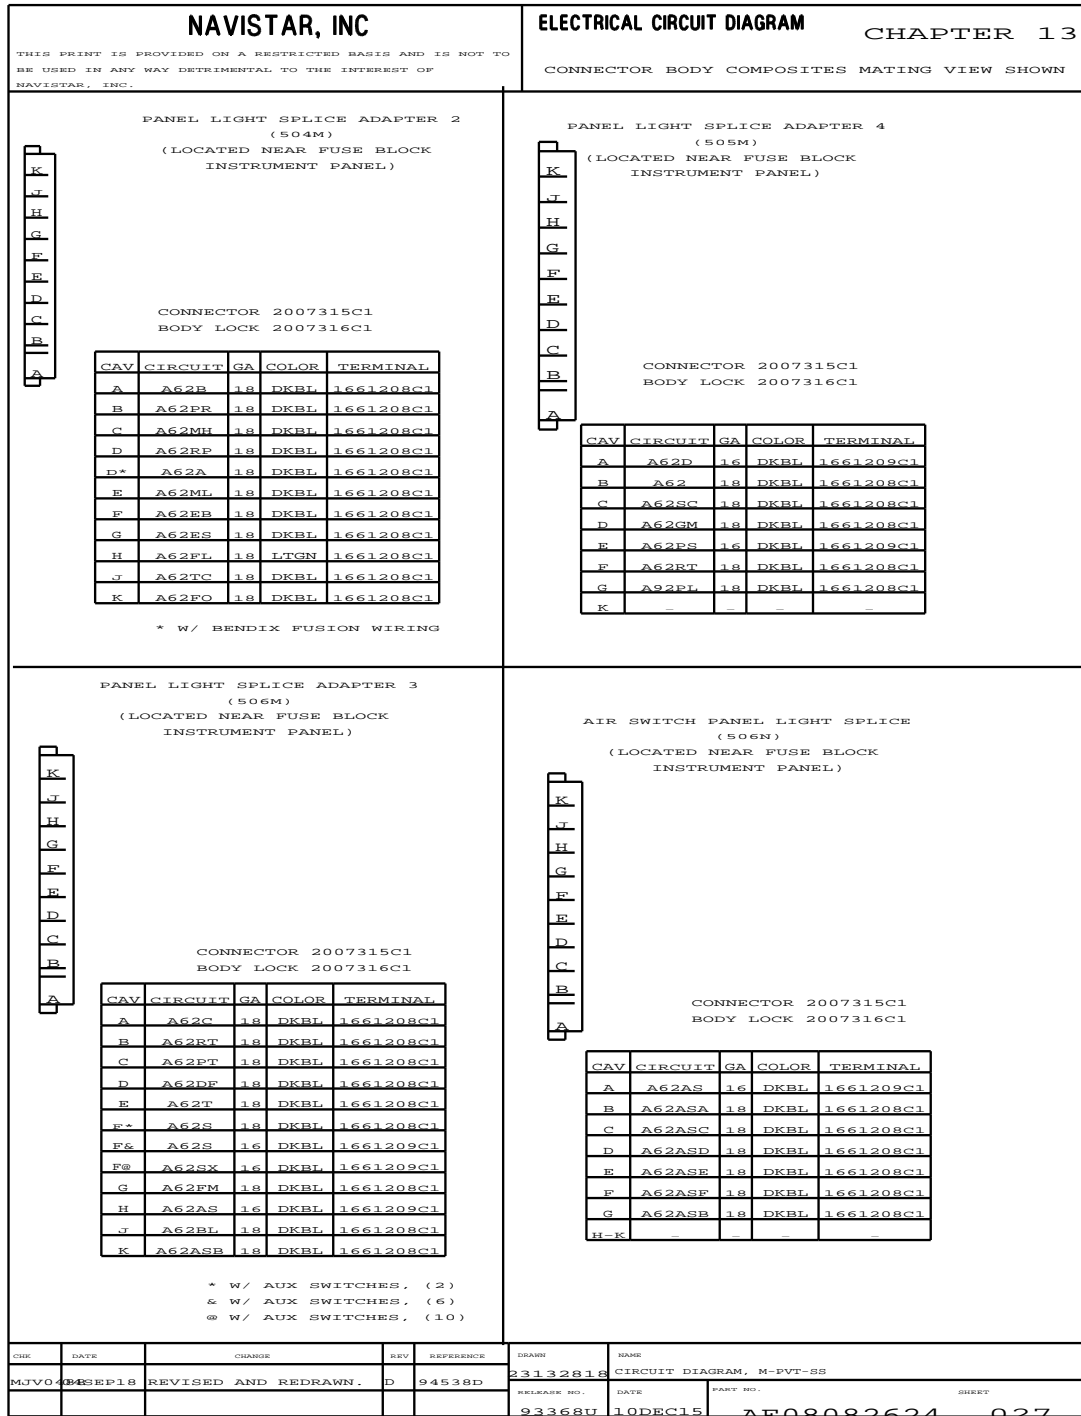 NAVISTAR, INC
THIS PRINT IS PROVIDED ON A RESTRICTED BASIS AND IS NOT TO
BE USED IN ANY WAY DETRIMENTAL TO THE INTEREST OF
NAVISTAR, INC.
ELECTRICAL CIRCUIT DIAGRAM
CHAPTER 13
CONNECTOR BODY COMPOSITES MATING VIEW SHOWN
PANEL LIGHT SPLICE ADAPTER 2
(504M)
(LOCATED NEAR FUSE BLOCK
INSTRUMENT PANEL)
K
J
H
G
F
E
D
C
B
A
CONNECTOR 2007315C1
BODY LOCK 2007316C1
CAV CIRCUIT GA COLOR TERMINAL
A A62B 18 DKBL 1661208C1
B A62PR 18 DKBL 1661208C1
C A62MH 18 DKBL 1661208C1
D A62RP 18 DKBL 1661208C1
D* A62A 18 DKBL 1661208C1
E A62ML 18 DKBL 1661208C1
F A62EB 18 DKBL 1661208C1
G A62ES 18 DKBL 1661208C1
H A62FL 18 LTGN 1661208C1
J A62TC 18 DKBL 1661208C1
K A62FO 18 DKBL 1661208C1
* W/ BENDIX FUSION WIRING
PANEL LIGHT SPLICE ADAPTER 4
(505M)
(LOCATED NEAR FUSE BLOCK
INSTRUMENT PANEL)
K
J
H
G
F
E
D
C
B
A
CONNECTOR 2007315C1
BODY LOCK 2007316C1
CAV CIRCUIT GA COLOR TERMINAL
A A62D 16 DKBL 1661209C1
B A62 18 DKBL 1661208C1
C A62SC 18 DKBL 1661208C1
D A62GM 18 DKBL 1661208C1
E A62PS 16 DKBL 1661209C1
F A62RT 18 DKBL 1661208C1
G A92PL 18 DKBL 1661208C1
K – – – –
PANEL LIGHT SPLICE ADAPTER 3
(506M)
(LOCATED NEAR FUSE BLOCK
INSTRUMENT PANEL)
K
J
H
G
F
E
D
C
B
A
CONNECTOR 2007315C1
BODY LOCK 2007316C1
CAV CIRCUIT GA COLOR TERMINAL
A A62C 18 DKBL 1661208C1
B A62RT 18 DKBL 1661208C1
C A62PT 18 DKBL 1661208C1
D A62DF 18 DKBL 1661208C1
E A62T 18 DKBL 1661208C1
F* A62S 18 DKBL 1661208C1
F& A62S 16 DKBL 1661209C1
F@ A62SX 16 DKBL 1661209C1
G A62FM 18 DKBL 1661208C1
H A62AS 16 DKBL 1661209C1
J A62BL 18 DKBL 1661208C1
K A62ASB 18 DKBL 1661208C1
* W/ AUX SWITCHES, (2)
& W/ AUX SWITCHES, (6)
@ W/ AUX SWITCHES, (10)
AIR SWITCH PANEL LIGHT SPLICE
(506N)
(LOCATED NEAR FUSE BLOCK
INSTRUMENT PANEL)
K
J
H
G
F
E
D
C
B
A
CONNECTOR 2007315C1
BODY LOCK 2007316C1
CAV CIRCUIT GA COLOR TERMINAL
A A62AS 16 DKBL 1661209C1
B A62ASA 18 DKBL 1661208C1
C A62ASC 18 DKBL 1661208C1
D A62ASD 18 DKBL 1661208C1
E A62ASE 18 DKBL 1661208C1
F A62ASF 18 DKBL 1661208C1
G A62ASB 18 DKBL 1661208C1
H-K – – – –
CHK DATE CHANGE REV REFERENCE
REVISED AND REDRAWN. D 94538D
DRAWN NAME
23132818 CIRCUIT DIAGRAM, M-PVT-SS
RELEASE NO. DATE PART NO. SHEET
93368U 10DEC15 AF08082624 027